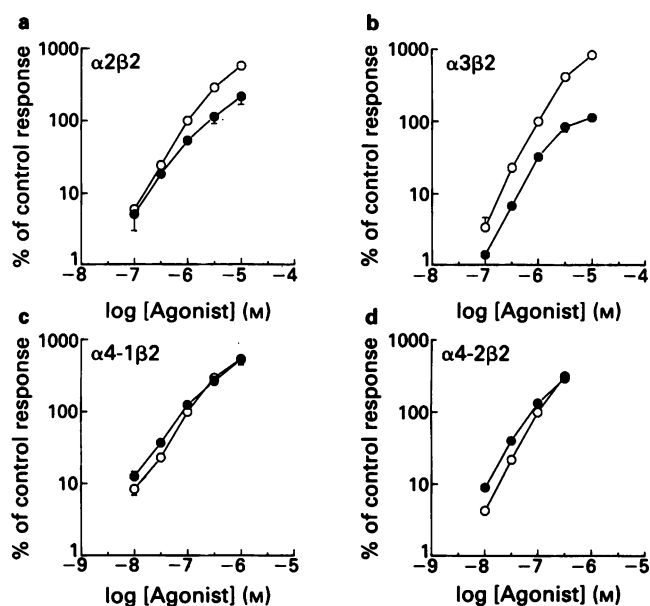 a
b
1000
α2β2
100
10
1
% of control response
−8 −7 −6 −5 −4
log [Agonist] (M)
1000
α3β2
100
10
1
% of control response
−8 −7 −6 −5 −4
log [Agonist] (M)
c
d
1000
α4-1β2
100
10
1
% of control response
−9 −8 −7 −6 −5
log [Agonist] (M)
1000
α4-2β2
100
10
1
% of control response
−9 −8 −7 −6 −5
log [Agonist] (M)